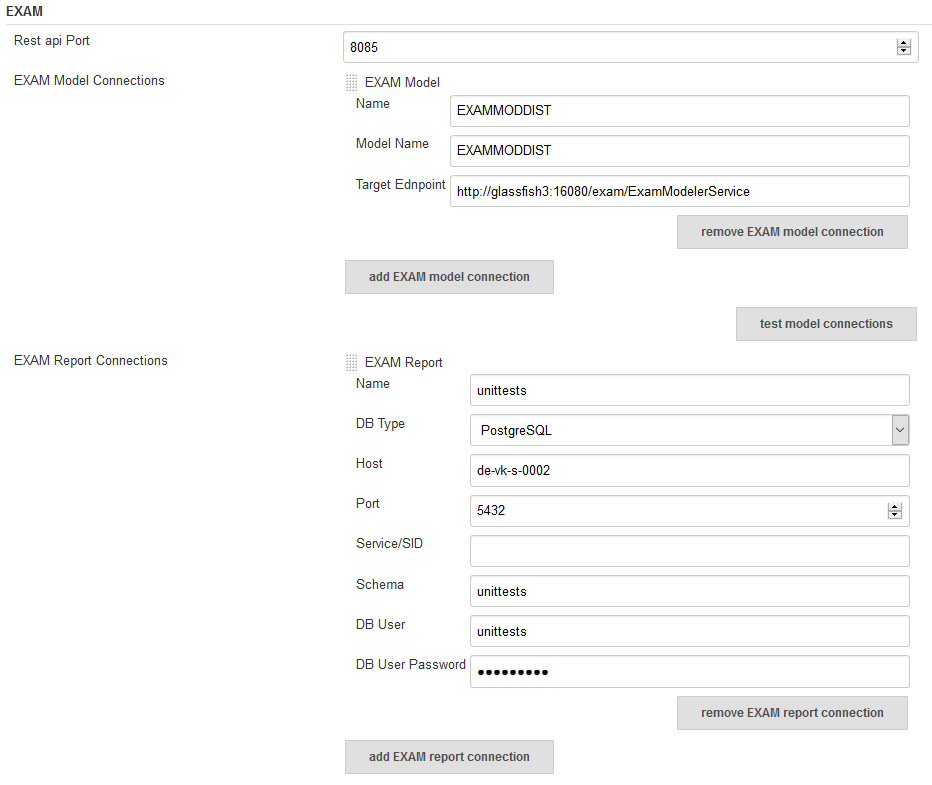 EXAM
Rest api Port
8085
EXAM Model Connections
EXAM Model
Name
EXAMMODDIST
Model Name
EXAMMODDIST
Target Ednpoint
http://glassfish3:16080/exam/ExamModelerService
remove EXAM model connection
add EXAM model connection
test model connections
EXAM Report Connections
EXAM Report
Name
unittests
DB Type
PostgreSQL
Host
de-vk-s-0002
Port
5432
Service/SID
Schema
unittests
DB User
unittests
DB User Password
●●●●●●●●●
remove EXAM report connection
add EXAM report connection